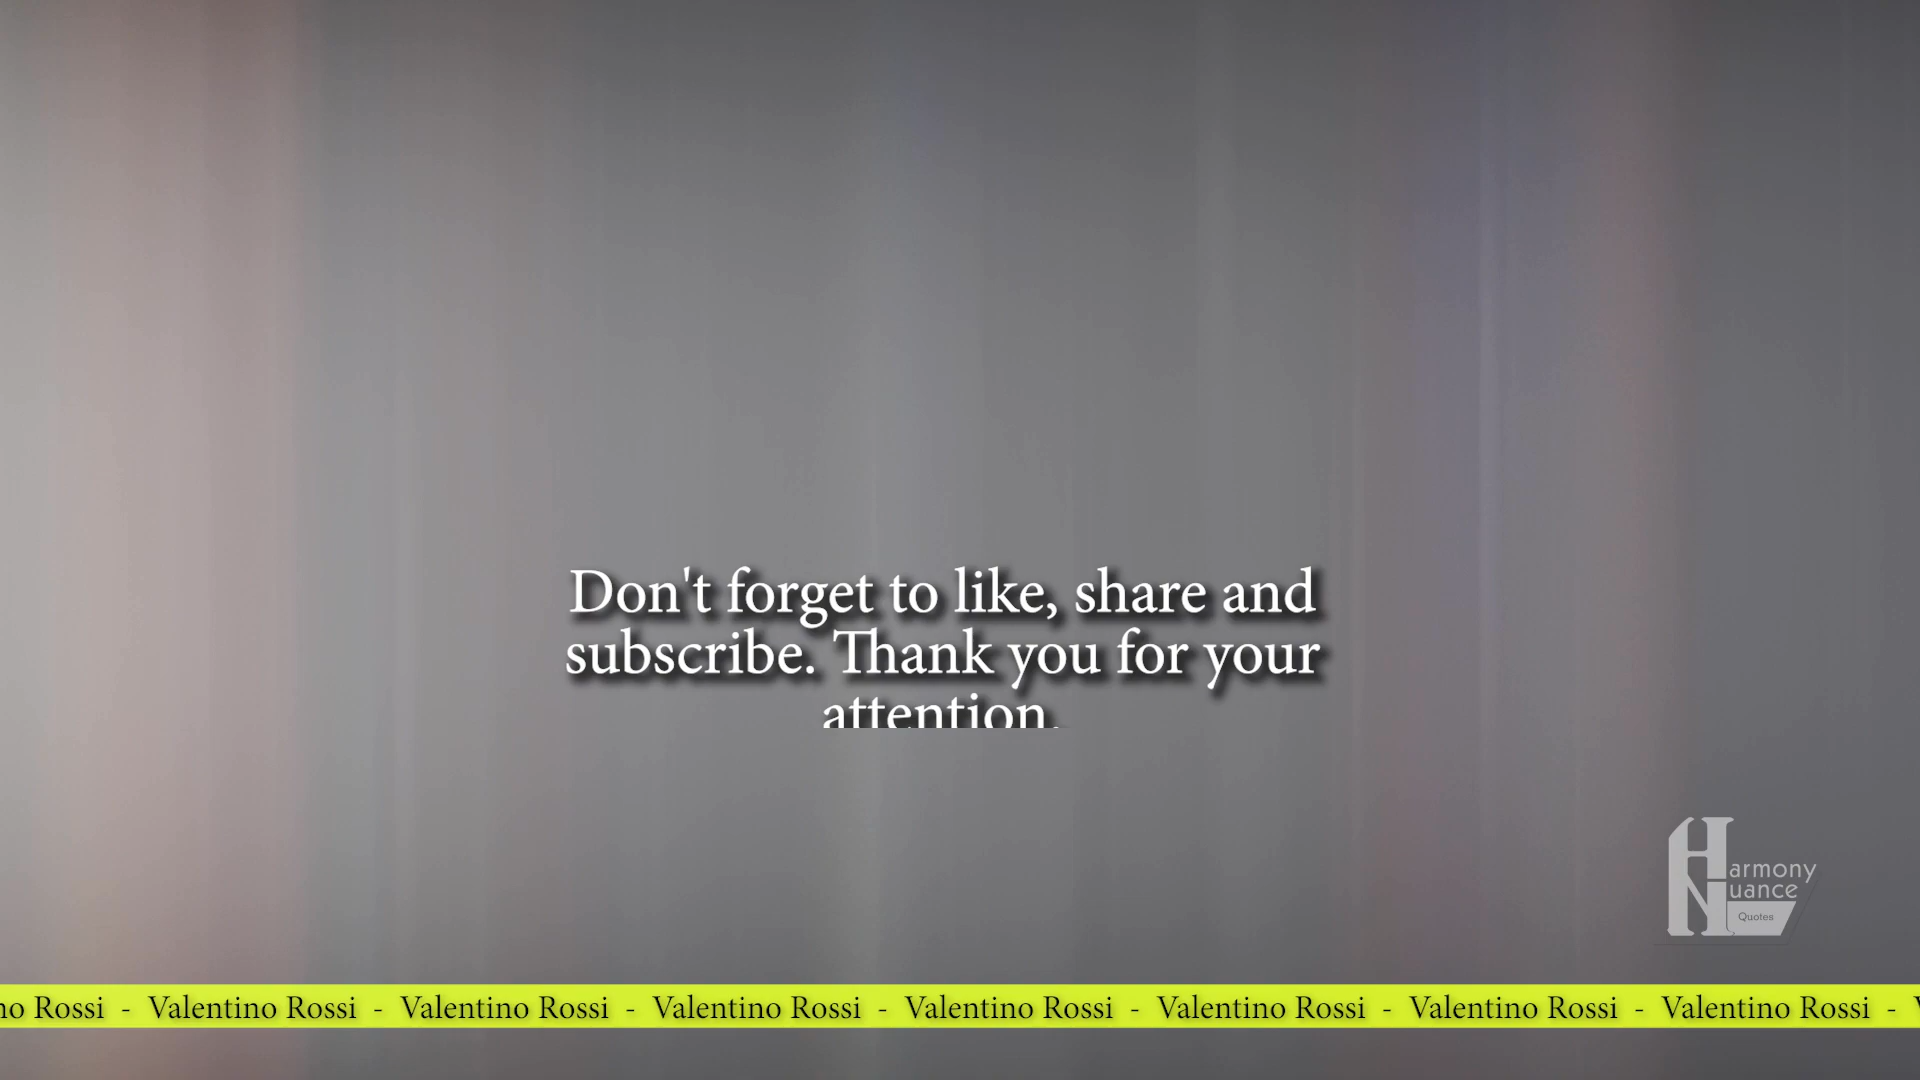 Don't forget to like, share and
subscribe. Thank you for your
attention.
Harmony
Nuance
Quotes
no Rossi - Valentino Rossi - Valentino Rossi - Valentino Rossi - Valentino Rossi - Valentino Rossi - Valentino Rossi - Valentino Rossi -